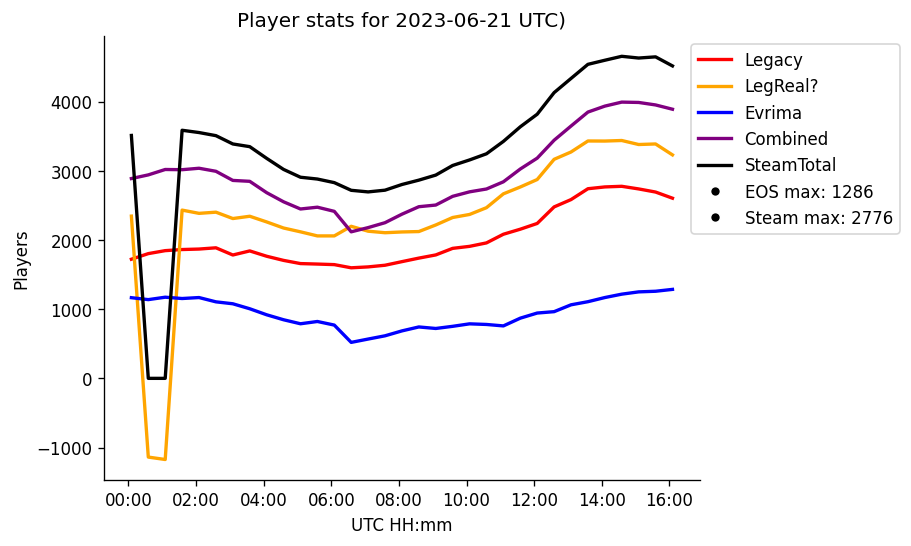 Player stats for 2023-06-21 UTC)
Legacy
LegReal?
Evrima
Combined
SteamTotal
EOS max: 1286
Steam max: 2776
Players
4000
3000
2000
1000
0
−1000
00:00 02:00 04:00 06:00 08:00 10:00 12:00 14:00 16:00
UTC HH:mm